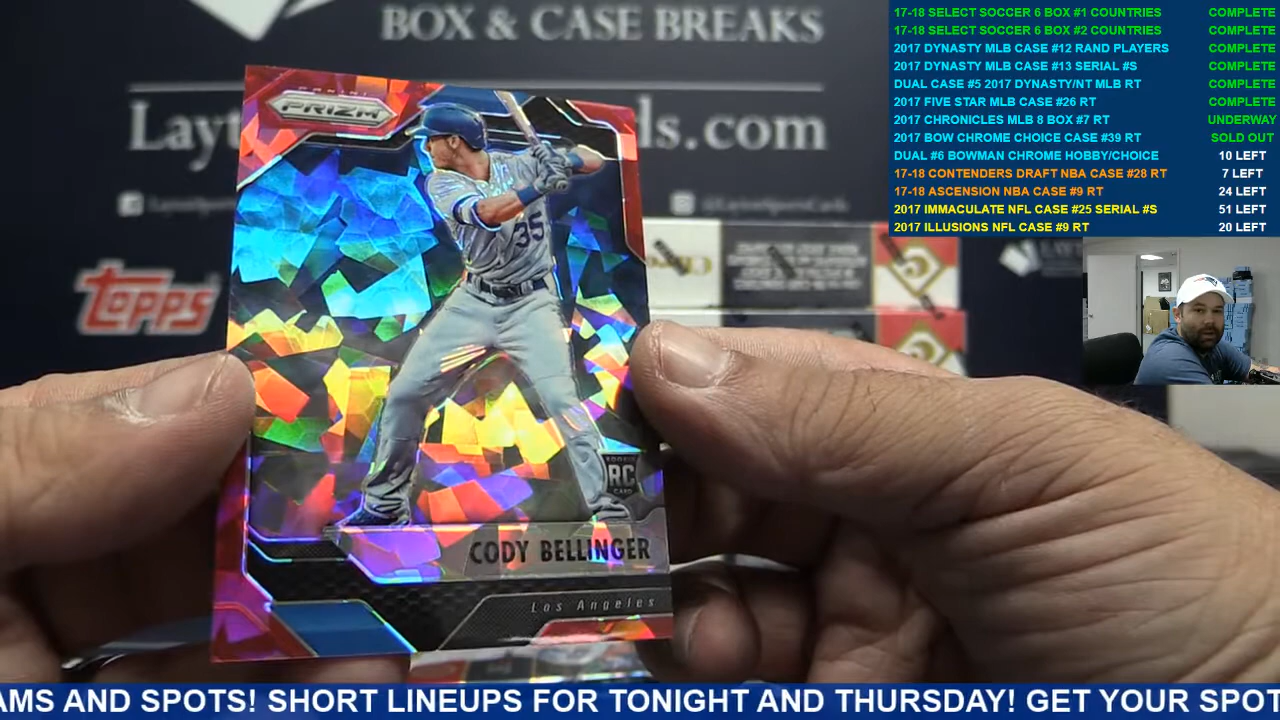 BOX & CASE BREAKS
17-18 SELECT SOCCER 6 BOX #1 COUNTRIES COMPLETE
17-18 SELECT SOCCER 6 BOX #2 COUNTRIES COMPLETE
2017 DYNASTY MLB CASE #12 RAND PLAYERS COMPLETE
2017 DYNASTY MLB CASE #13 SERIAL #S COMPLETE
DUAL CASE #5 2017 DYNASTY/NT MLB RT COMPLETE
2017 FIVE STAR MLB CASE #26 RT COMPLETE
2017 CHRONICLES MLB 8 BOX #7 RT UNDERWAY
2017 BOW CHROME CHOICE CASE #39 RT SOLD OUT
DUAL #6 BOWMAN CHROME HOBBY/CHOICE 10 LEFT
17-18 CONTENDERS DRAFT NBA CASE #28 RT 7 LEFT
17-18 ASCENSION NBA CASE #9 RT 24 LEFT
2017 IMMACULATE NFL CASE #25 SERIAL #S 51 LEFT
2017 ILLUSIONS NFL CASE #9 RT 20 LEFT
PANINI
PRIZM
topps
35
ROOKIE
RC
CARD
CODY BELLINGER
Los Angeles
AMS AND SPOTS! SHORT LINEUPS FOR TONIGHT AND THURSDAY! GET YOUR SPOT